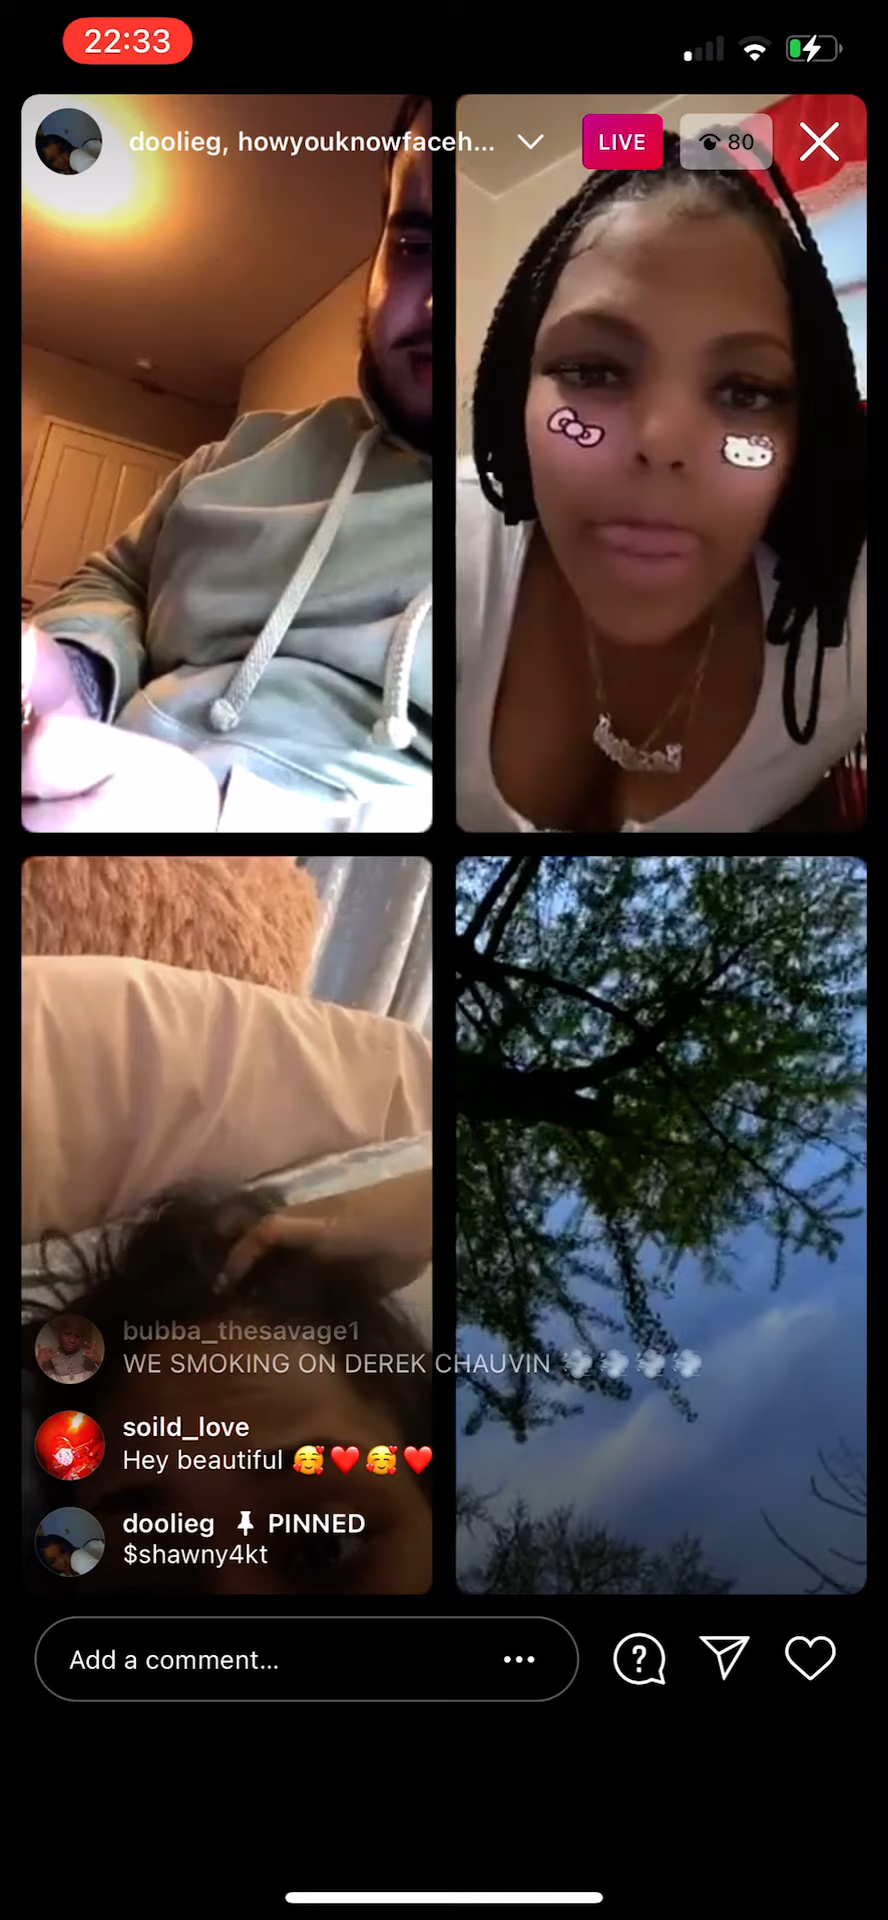 22:33
doolieg, howyouknowfaceh...
LIVE
80
bubba_thesavage1
WE SMOKING ON DEREK CHAUVIN 💨💨💨💨
soild_love
Hey beautiful 🥰❤️🥰❤️
doolieg 📌 PINNED
$shawny4kt
Add a comment...